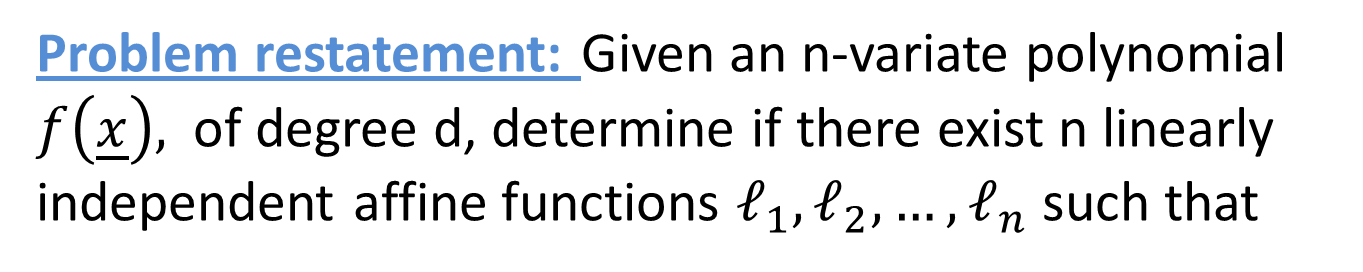 Problem restatement: Given an n-variate polynomial
f(x), of degree d, determine if there exist n linearly
independent affine functions ℓ₁, ℓ₂, … , ℓₙ such that